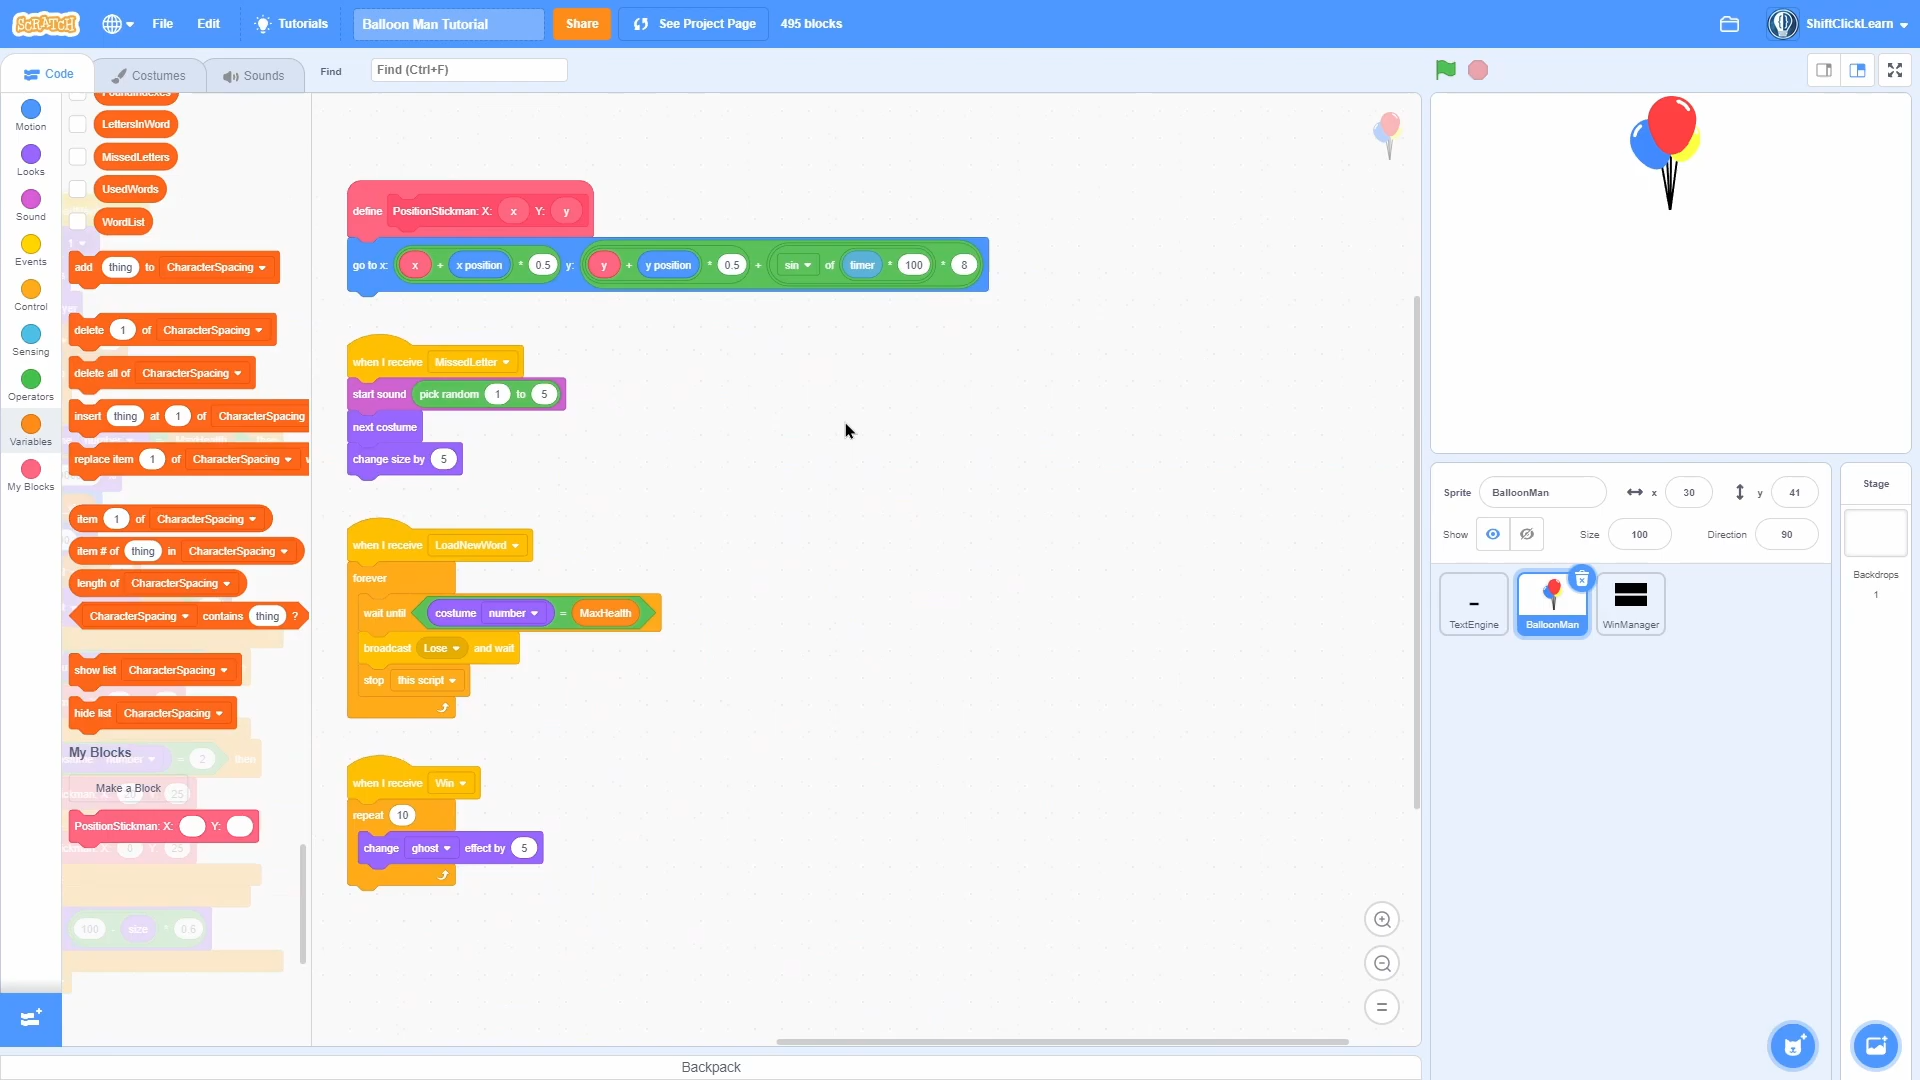 SCRATCH File Edit Tutorials Balloon Man Tutorial Share See Project Page 495 blocks ShiftClickLearn
Code Costumes Sounds Find Find (Ctrl+F)
Motion
Looks
Sound
Events
Control
Sensing
Operators
Variables
My Blocks
LettersInWord
MissedLetters
UsedWords
WordList
add thing to CharacterSpacing
delete 1 of CharacterSpacing
delete all of CharacterSpacing
insert thing at 1 of CharacterSpacing
replace item 1 of CharacterSpacing
item 1 of CharacterSpacing
item # of thing in CharacterSpacing
length of CharacterSpacing
CharacterSpacing contains thing ?
show list CharacterSpacing
hide list CharacterSpacing
My Blocks
Make a Block
PositionStickman: X: Y:
100 - size * 0.6
define PositionStickman: X: x Y: y
go to x: x + x position * 0.5 y: y + y position * 0.5 + sin of timer * 100 * 8
when I receive MissedLetter
start sound pick random 1 to 5
next costume
change size by 5
when I receive LoadNewWord
forever
wait until costume number = MaxHealth
broadcast Lose and wait
stop this script
when I receive Win
repeat 10
change ghost effect by 5
Backpack
Sprite BalloonMan x 30 y 41
Show Size 100 Direction 90
TextEngine BalloonMan WinManager
Stage
Backdrops
1